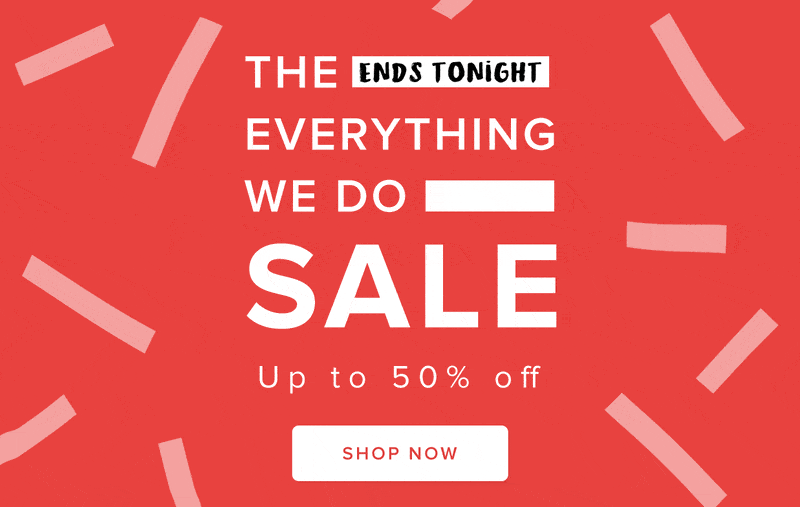 THE ENDS TONiGHT
EVERYTHING
WE DO
SALE
Up to 50% off
SHOP NOW